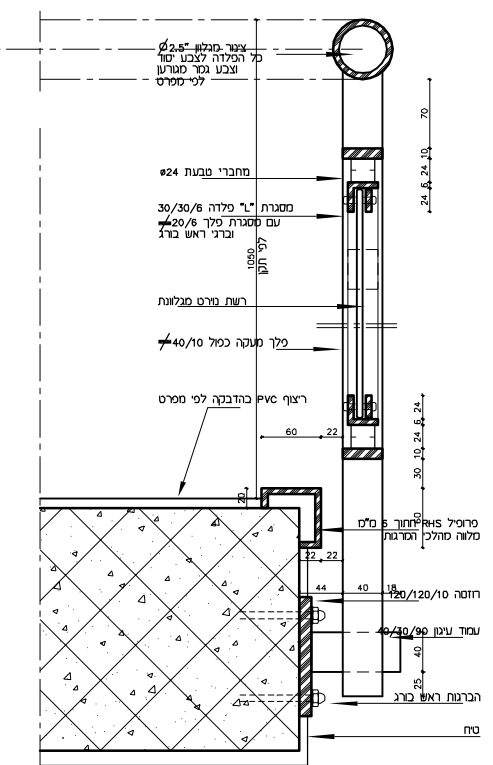 צינור מגלוון "2.5 Ø
כל הפלדה לצבע יסוד
וצבע גמר מגורען
לפי מפרט
70
10
24
6
24
מחברי טבעת ø24
מסגרת "L" פלדה 30/30/6
עם מסגרת פלך 20/6
וברגי ראש בורג
1050
לפי תקן
רשת נוירט מגלוונת
פלך מעקה כפול 40/10
ריצוף PVC בהדבקה לפי מפרט
24
6
24
10
30
60
60
22
20
פרופיל RHS חתוך 6 מ"מ
מלווה מהלכי המדרגות
22
22
44
40
18
רוזטה 120/120/10
עמוד עיגון 40/30/90
40
25
הברגות ראש בורג
טיח